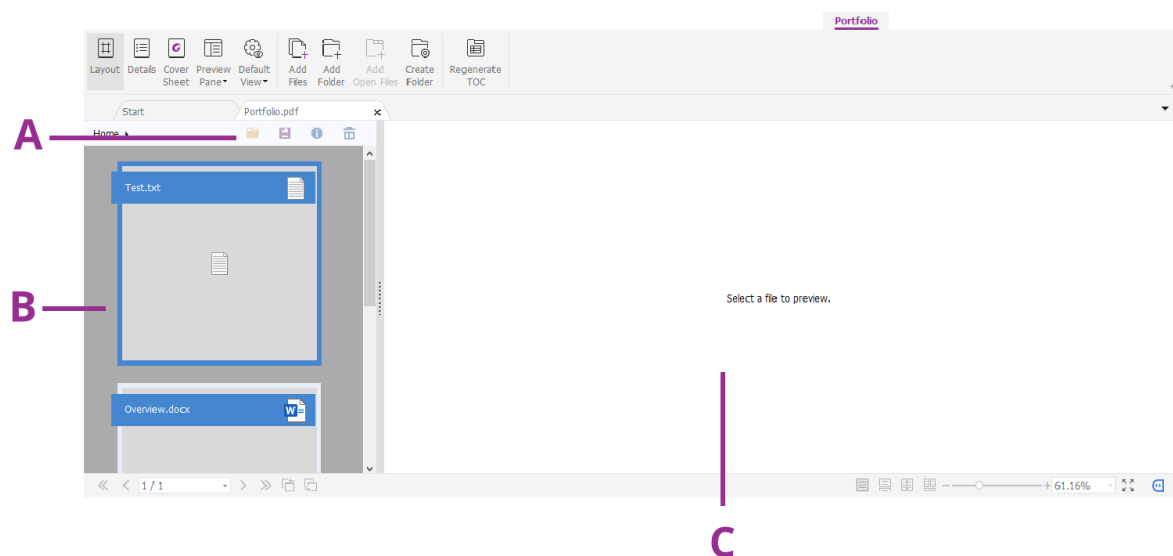 Portfolio
Layout Details Cover Sheet Preview Pane Default View Add Files Add Folder Add Open Files Create Folder Regenerate TOC
Start Portfolio.pdf x
A
Home
Test.txt
B
Select a file to preview.
Overview.docx
W
1 / 1
61.16%
C